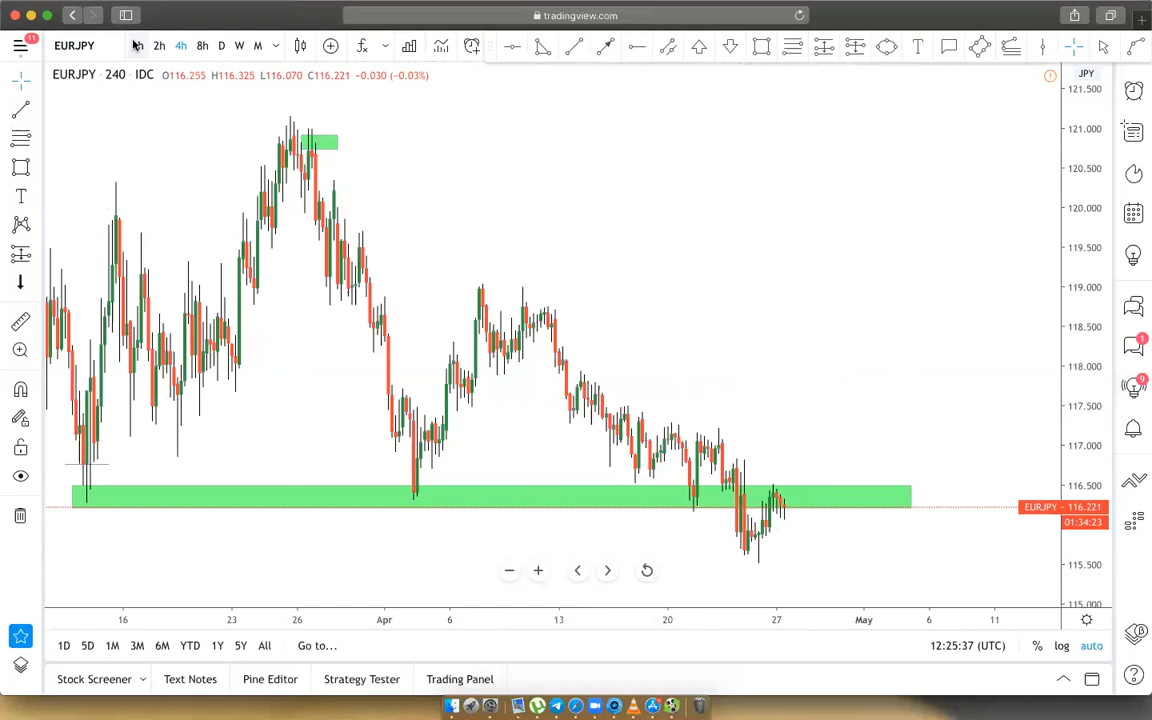 tradingview.com
11
EURJPY
2h 4h 8h D W M
EURJPY · 240 · IDC O116.255 H116.325 L116.070 C116.221 −0.030 (−0.03%)
JPY
121.500
121.000
120.500
120.000
119.500
119.000
118.500
118.000
117.500
117.000
116.500
EURJPY 116.221
01:34:23
115.500
115.000
1
9
16 23 26 Apr 6 13 20 27 May 6 11
1D 5D 1M 3M 6M YTD 1Y 5Y All Go to... 12:25:37 (UTC) % log auto
Stock Screener Text Notes Pine Editor Strategy Tester Trading Panel